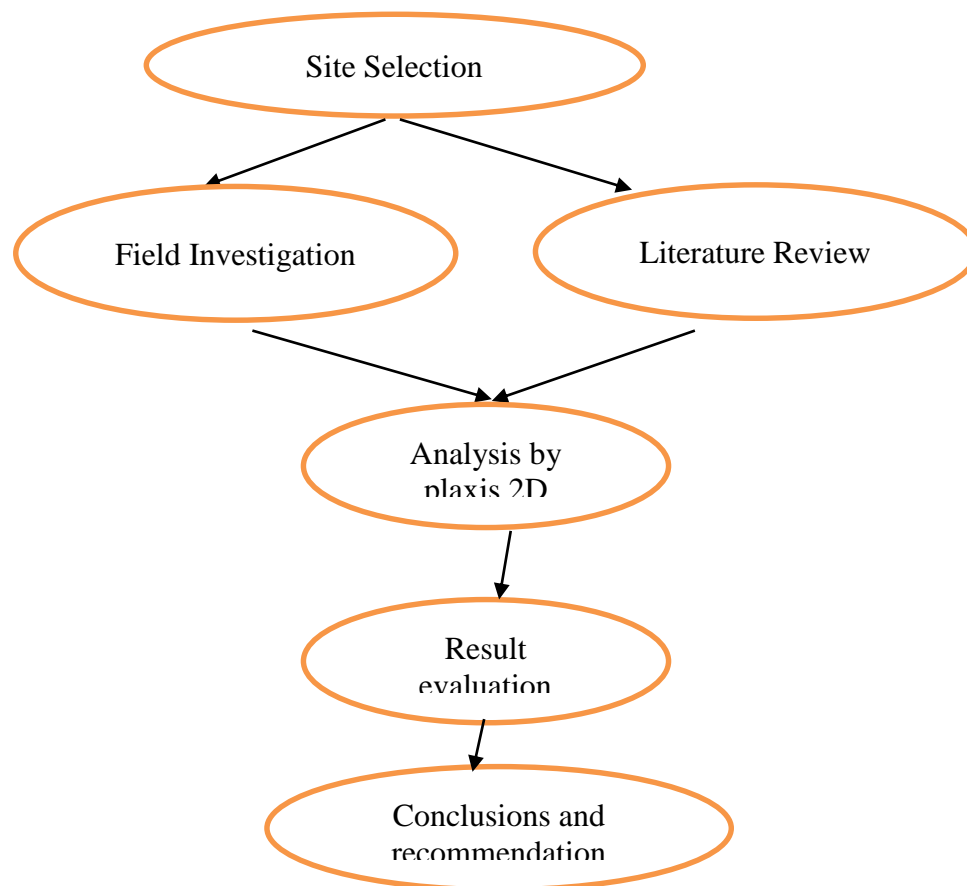 Site Selection
Field Investigation
Literature Review
Analysis by
plaxis 2D
Result
evaluation
Conclusions and
recommendation